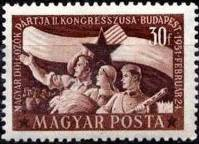 MAGYAR DOLGOZÓK PÁRTJA II. KONGRESSZUSA · BUDAPEST · 1951 · FEBRUÁR 24
30f
MAGYAR POSTA